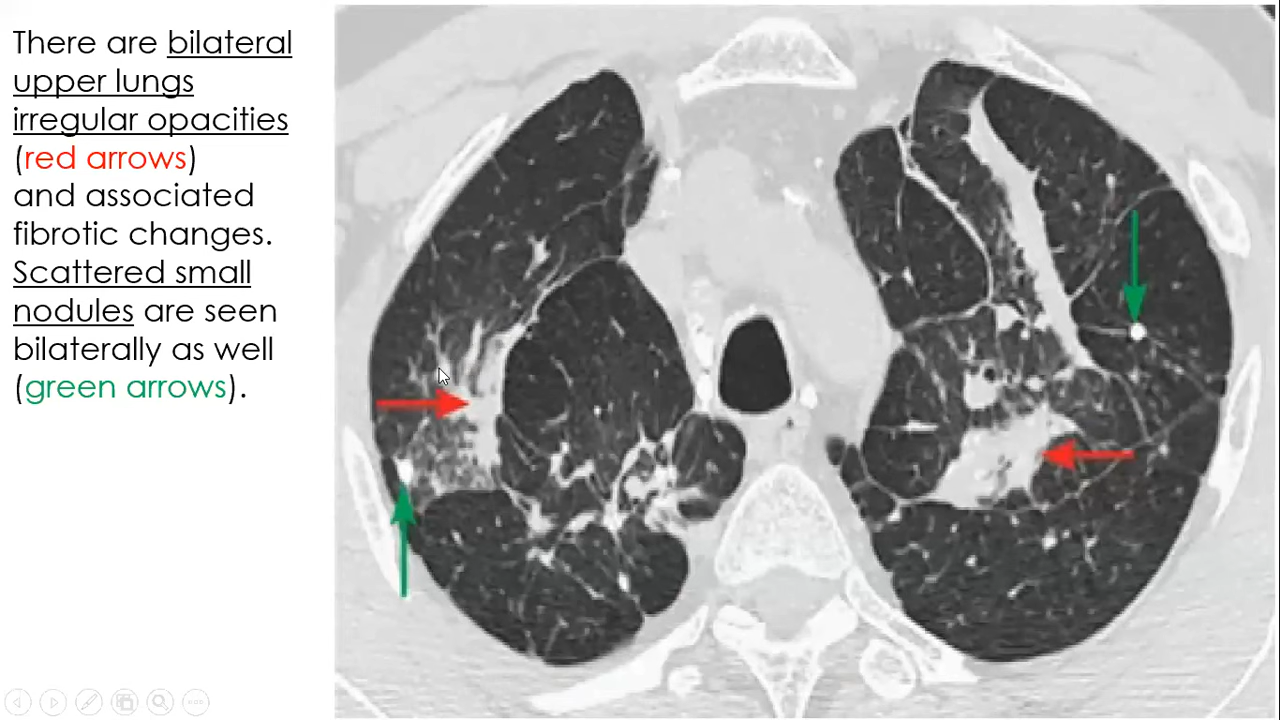 There are bilateral
upper lungs
irregular opacities
(red arrows)
and associated
fibrotic changes.
Scattered small
nodules are seen
bilaterally as well
(green arrows).